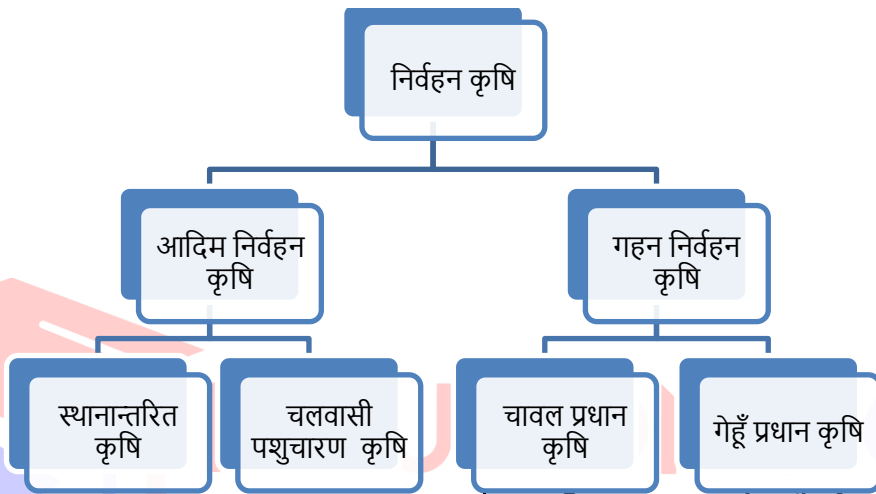 निर्वहन कृषि
आदिम निर्वहन
कृषि
गहन निर्वहन
कृषि
स्थानान्तरित
कृषि
चलवासी
पशुचारण कृषि
चावल प्रधान
कृषि
गेहूँ प्रधान कृषि